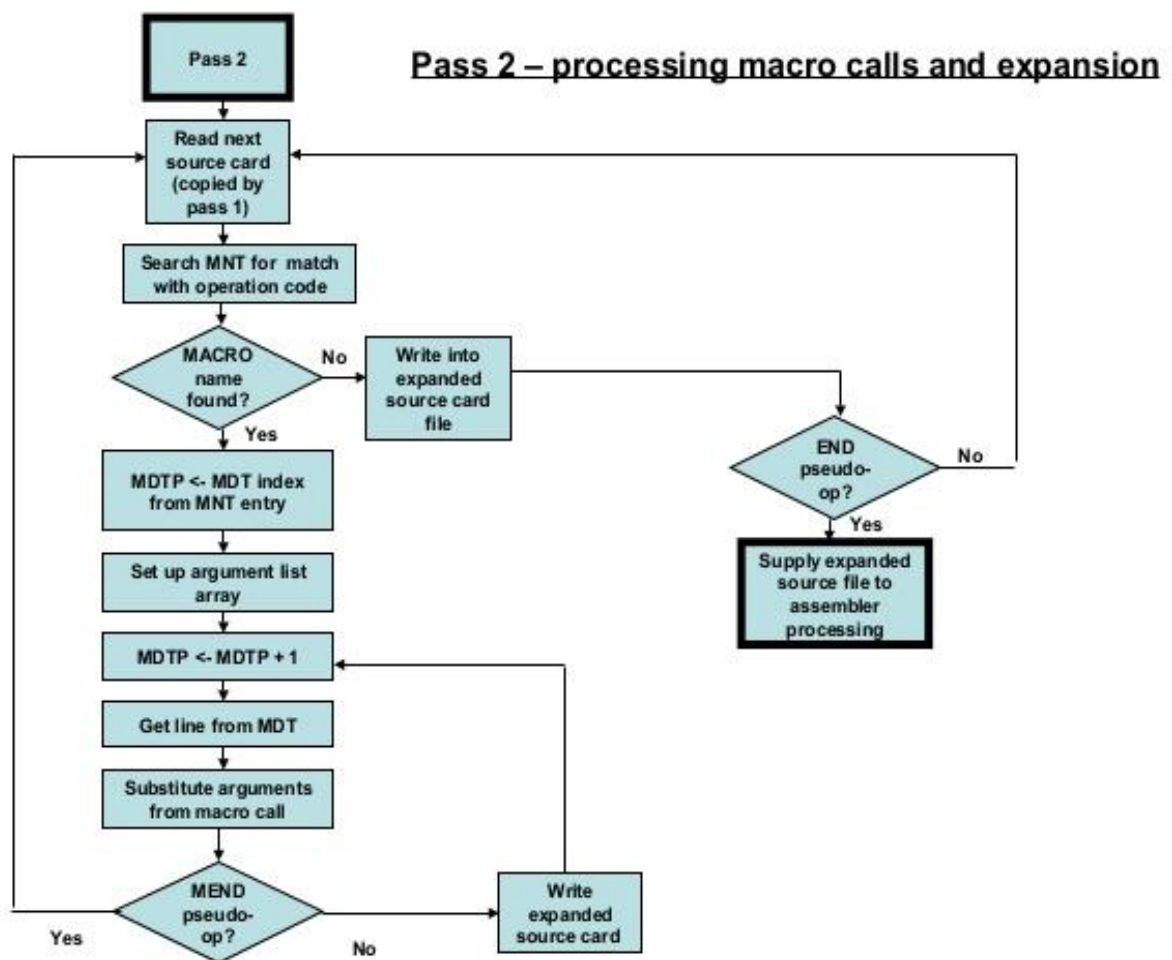 Pass 2
Pass 2 – processing macro calls and expansion
Read next
source card
(copied by
pass 1)
Search MNT for match
with operation code
MACRO
name
found?
No
Write into
expanded
source card
file
Yes
END
pseudo-
op?
No
Yes
MDTP <- MDT index
from MNT entry
Supply expanded
source file to
assembler
processing
Set up argument list
array
MDTP <- MDTP + 1
Get line from MDT
Substitute arguments
from macro call
MEND
pseudo-
op?
Yes
No
Write
expanded
source card